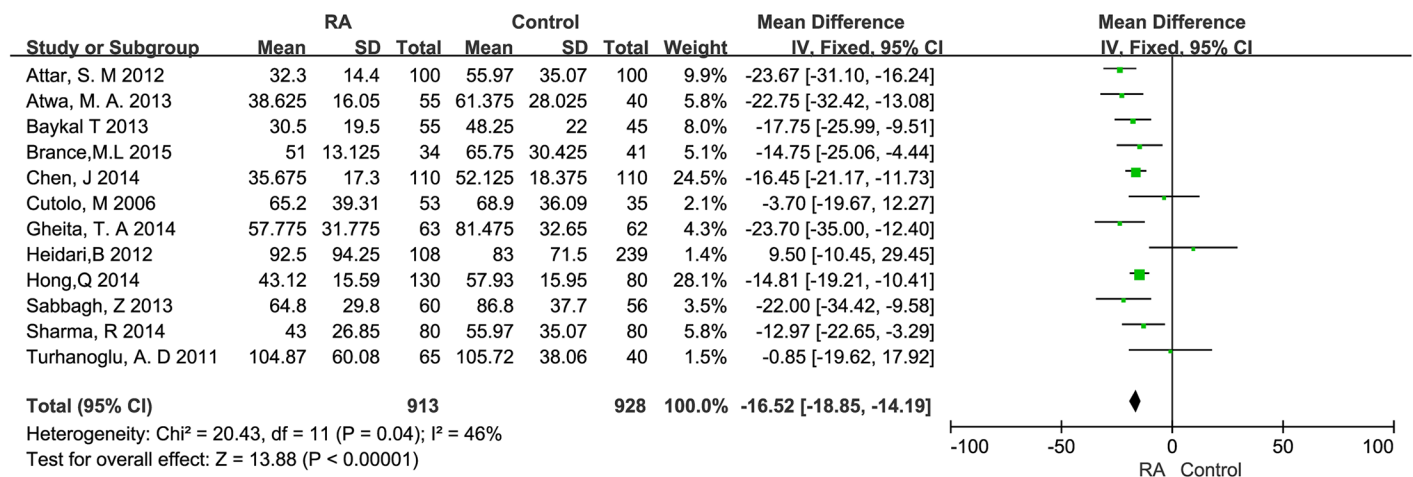 RA Control Mean Difference Mean Difference
Study or Subgroup Mean SD Total Mean SD Total Weight IV, Fixed, 95% CI IV, Fixed, 95% CI
Attar, S. M 2012 32.3 14.4 100 55.97 35.07 100 9.9% -23.67 [-31.10, -16.24]
Atwa, M. A. 2013 38.625 16.05 55 61.375 28.025 40 5.8% -22.75 [-32.42, -13.08]
Baykal T 2013 30.5 19.5 55 48.25 22 45 8.0% -17.75 [-25.99, -9.51]
Brance,M.L 2015 51 13.125 34 65.75 30.425 41 5.1% -14.75 [-25.06, -4.44]
Chen, J 2014 35.675 17.3 110 52.125 18.375 110 24.5% -16.45 [-21.17, -11.73]
Cutolo, M 2006 65.2 39.31 53 68.9 36.09 35 2.1% -3.70 [-19.67, 12.27]
Gheita, T. A 2014 57.775 31.775 63 81.475 32.65 62 4.3% -23.70 [-35.00, -12.40]
Heidari,B 2012 92.5 94.25 108 83 71.5 239 1.4% 9.50 [-10.45, 29.45]
Hong,Q 2014 43.12 15.59 130 57.93 15.95 80 28.1% -14.81 [-19.21, -10.41]
Sabbagh, Z 2013 64.8 29.8 60 86.8 37.7 56 3.5% -22.00 [-34.42, -9.58]
Sharma, R 2014 43 26.85 80 55.97 35.07 80 5.8% -12.97 [-22.65, -3.29]
Turhanoglu, A. D 2011 104.87 60.08 65 105.72 38.06 40 1.5% -0.85 [-19.62, 17.92]
Total (95% CI) 913 928 100.0% -16.52 [-18.85, -14.19]
Heterogeneity: Chi² = 20.43, df = 11 (P = 0.04); I² = 46%
Test for overall effect: Z = 13.88 (P < 0.00001)
-100 -50 0 50 100
RA Control